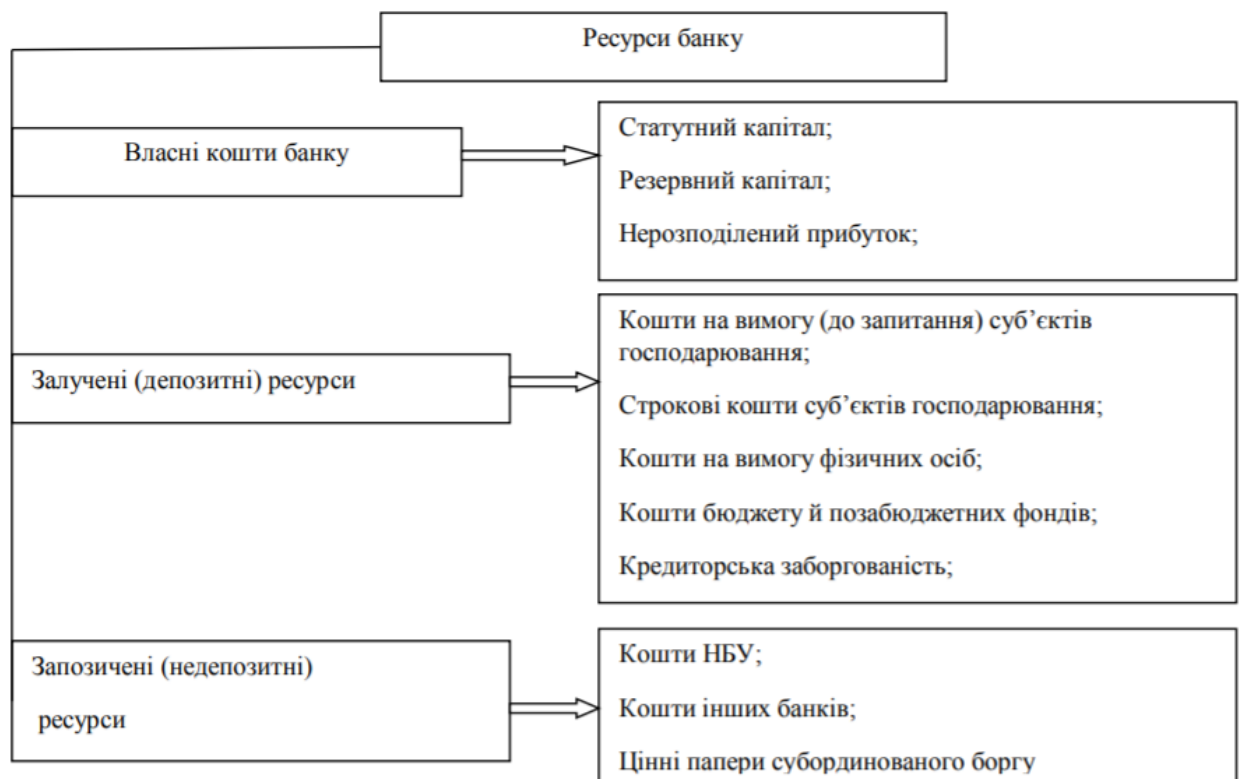 Ресурси банку
Власні кошти банку
Статутний капітал;
Резервний капітал;
Нерозподілений прибуток;
Залучені (депозитні) ресурси
Кошти на вимогу (до запитання) суб’єктів
господарювання;
Строкові кошти суб’єктів господарювання;
Кошти на вимогу фізичних осіб;
Кошти бюджету й позабюджетних фондів;
Кредиторська заборгованість;
Запозичені (недепозитні)
ресурси
Кошти НБУ;
Кошти інших банків;
Цінні папери субординованого боргу